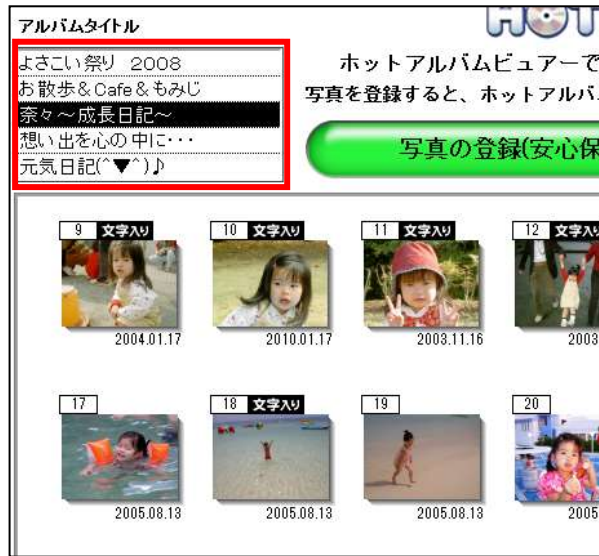 アルバムタイトル
よさこい祭り 2008
お散歩&Cafe&もみじ
奈々～成長日記～
想い出を心の中に・・・
元気日記(^▼^)♪
HOT
ホットアルバムビュアーで
写真を登録すると、ホットアルバ
写真の登録(安心保
9 文字入り
10 文字入り
11 文字入り
12 文字入り
2004.01.17
2010.01.17
2003.11.16
2003
17
18 文字入り
19
20
2005.08.13
2005.08.13
2005.08.13
2005